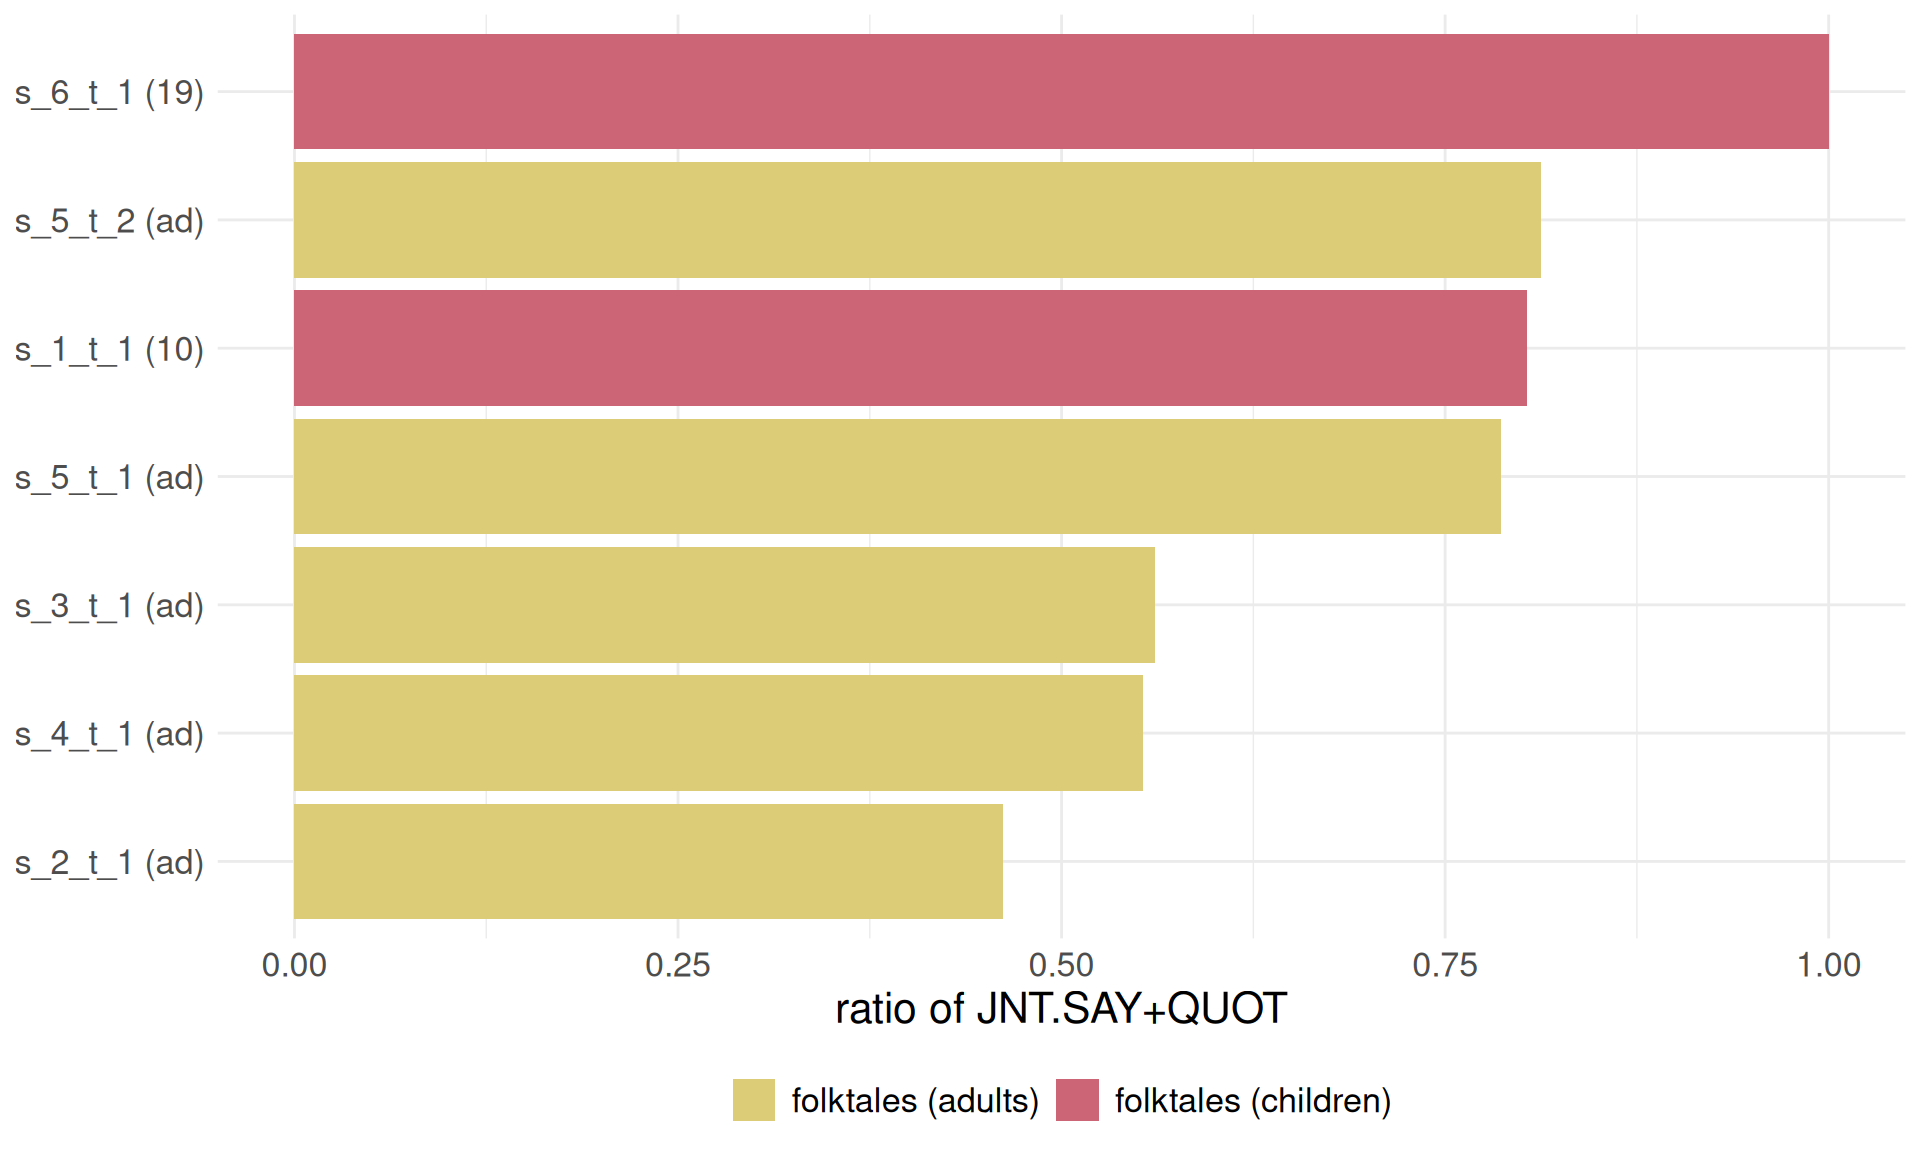 s_6_t_1 (19)
s_5_t_2 (ad)
s_1_t_1 (10)
s_5_t_1 (ad)
s_3_t_1 (ad)
s_4_t_1 (ad)
s_2_t_1 (ad)
0.00 0.25 0.50 0.75 1.00
ratio of JNT.SAY+QUOT
folktales (adults) folktales (children)